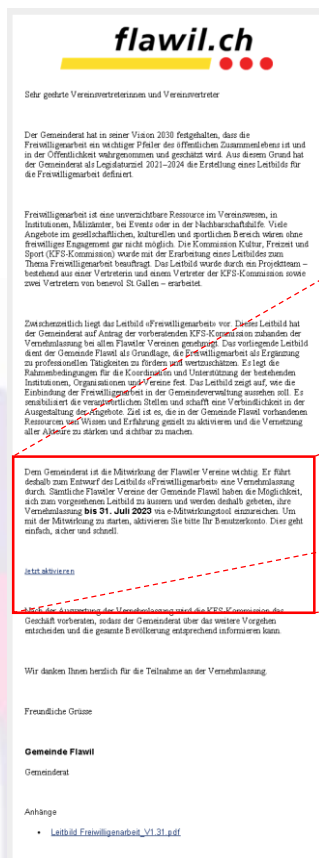 flawil.ch
Sehr geehrte Vereinsvertreterinnen und Vereinsvertreter
Der Gemeinderat hat in seiner Vision 2030 festgehalten, dass die
Freiwilligenarbeit ein wichtiger Pfeiler des öffentlichen Zusammenlebens ist und
in der Öffentlichkeit wahrgenommen und geschätzt wird. Aus diesem Grund hat
der Gemeinderat als Legislaturziel 2021–2024 die Erstellung eines Leitbilds für
die Freiwilligenarbeit definiert.
Freiwilligenarbeit ist eine unverzichtbare Ressource im Vereinswesen, in
Institutionen, Milizämter, bei Events oder in der Nachbarschaftshilfe. Viele
Angebote im gesellschaftlichen, kulturellen und sportlichen Bereich wären ohne
freiwilliges Engagement gar nicht möglich. Die Kommission Kultur, Freizeit und
Sport (KFS-Kommission) wurde mit der Erarbeitung eines Leitbildes zum
Thema Freiwilligenarbeit beauftragt. Das Leitbild wurde durch ein Projektteam –
bestehend aus einer Vertreterin und einem Vertreter der KFS-Kommission sowie
zwei Vertretern von benevol St.Gallen – erarbeitet.
Zwischenzeitlich liegt das Leitbild «Freiwilligenarbeit» vor. Dieses Leitbild hat
der Gemeinderat auf Antrag der vorberatenden KFS-Kommission zuhanden der
Vernehmlassung bei allen Flawiler Vereinen genehmigt. Das vorliegende Leitbild
dient der Gemeinde Flawil als Grundlage, die Freiwilligenarbeit als Ergänzung
zu professionellen Tätigkeiten zu fördern und wertzuschätzen. Es legt die
Rahmenbedingungen für die Koordination und Unterstützung der bestehenden
Institutionen, Organisationen und Vereine fest. Das Leitbild zeigt auf, wie die
Einbindung der Freiwilligenarbeit in der Gemeindeverwaltung aussehen soll. Es
sensibilisiert die verantwortlichen Stellen und schafft eine Verbindlichkeit in der
Ausgestaltung der Angebote. Ziel ist es, die in der Gemeinde Flawil vorhandenen
Ressourcen und Wissen und Erfahrung gezielt zu aktivieren und die Vernetzung
aller Akteure zu stärken und sichtbar zu machen.
Dem Gemeinderat ist die Mitwirkung der Flawiler Vereine wichtig. Er führt
deshalb zum Entwurf des Leitbilds «Freiwilligenarbeit» eine Vernehmlassung
durch. Sämtliche Flawiler Vereine der Gemeinde Flawil haben die Möglichkeit,
sich zum vorgesehenen Leitbild zu äussern und werden deshalb gebeten, ihre
Vernehmlassung bis 31. Juli 2023 via e-Mitwirkungstool einzureichen. Um
mit der Mitwirkung zu starten, aktivieren Sie bitte Ihr Benutzerkonto. Dies geht
einfach, sicher und schnell.
Jetzt aktivieren
Nach der Auswertung der Vernehmlassung wird die KFS-Kommission das
Geschäft vorberaten, sodass der Gemeinderat über das weitere Vorgehen
entscheiden und die gesamte Bevölkerung entsprechend informieren kann.
Wir danken Ihnen herzlich für die Teilnahme an der Vernehmlassung.
Freundliche Grüsse
Gemeinde Flawil
Gemeinderat
Anhänge
• Leitbild Freiwilligenarbeit_V1.31.pdf